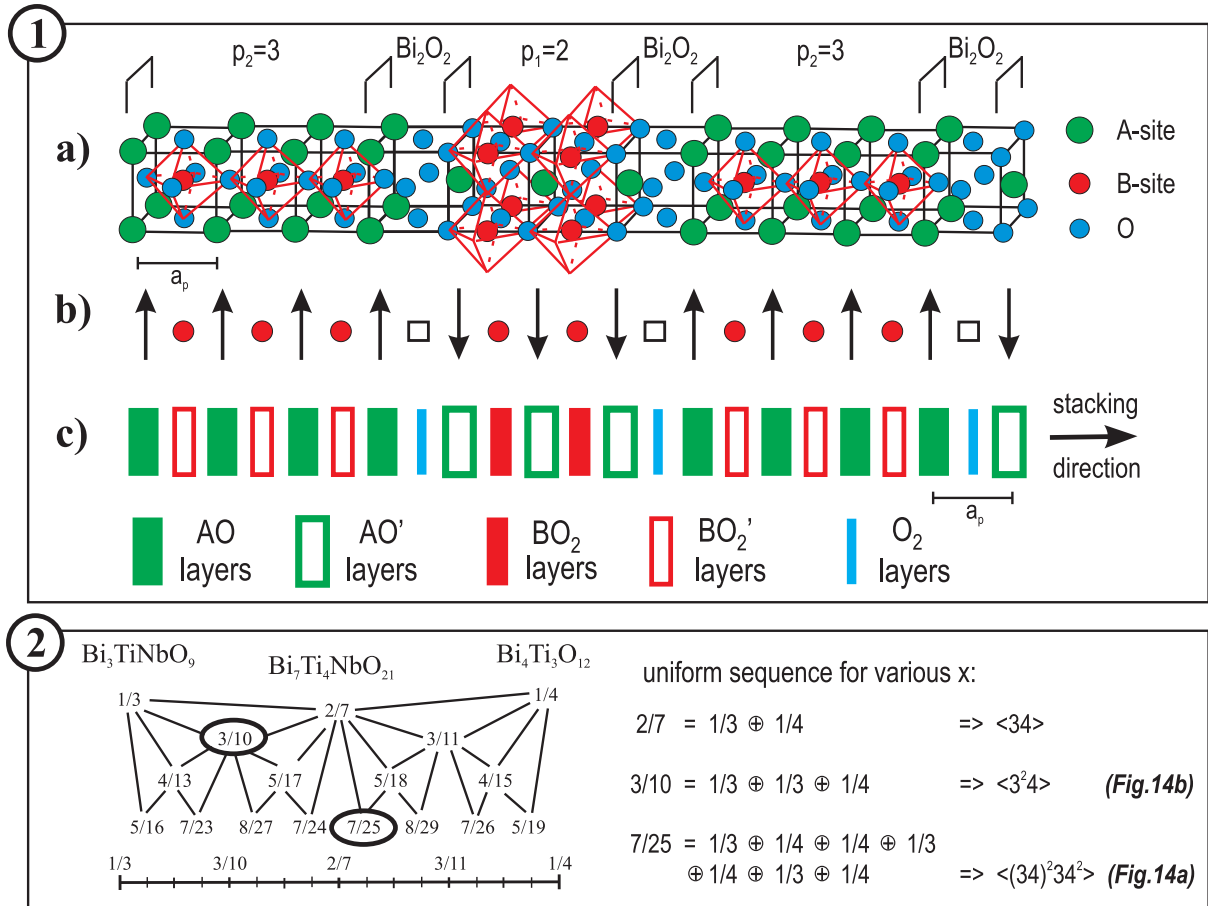 1
p₂=3 Bi₂O₂ p₁=2 Bi₂O₂ p₂=3 Bi₂O₂
a)
A-site
B-site
O
aₚ
b)
c)
stacking
direction
aₚ
AO layers
AO' layers
BO₂ layers
BO₂' layers
O₂ layers
2
Bi₃TiNbO₉ Bi₇Ti₄NbO₂₁ Bi₄Ti₃O₁₂
1/3 2/7 1/4
3/10 3/11
4/13 5/17 5/18 4/15
5/16 7/23 8/27 7/24 7/25 8/29 7/26 5/19
1/3 3/10 2/7 3/11 1/4
uniform sequence for various x:
2/7 = 1/3 ⊕ 1/4 => <34>
3/10 = 1/3 ⊕ 1/3 ⊕ 1/4 => <3²4> (Fig.14b)
7/25 = 1/3 ⊕ 1/4 ⊕ 1/4 ⊕ 1/3
⊕ 1/4 ⊕ 1/3 ⊕ 1/4 => <(34)²34²> (Fig.14a)